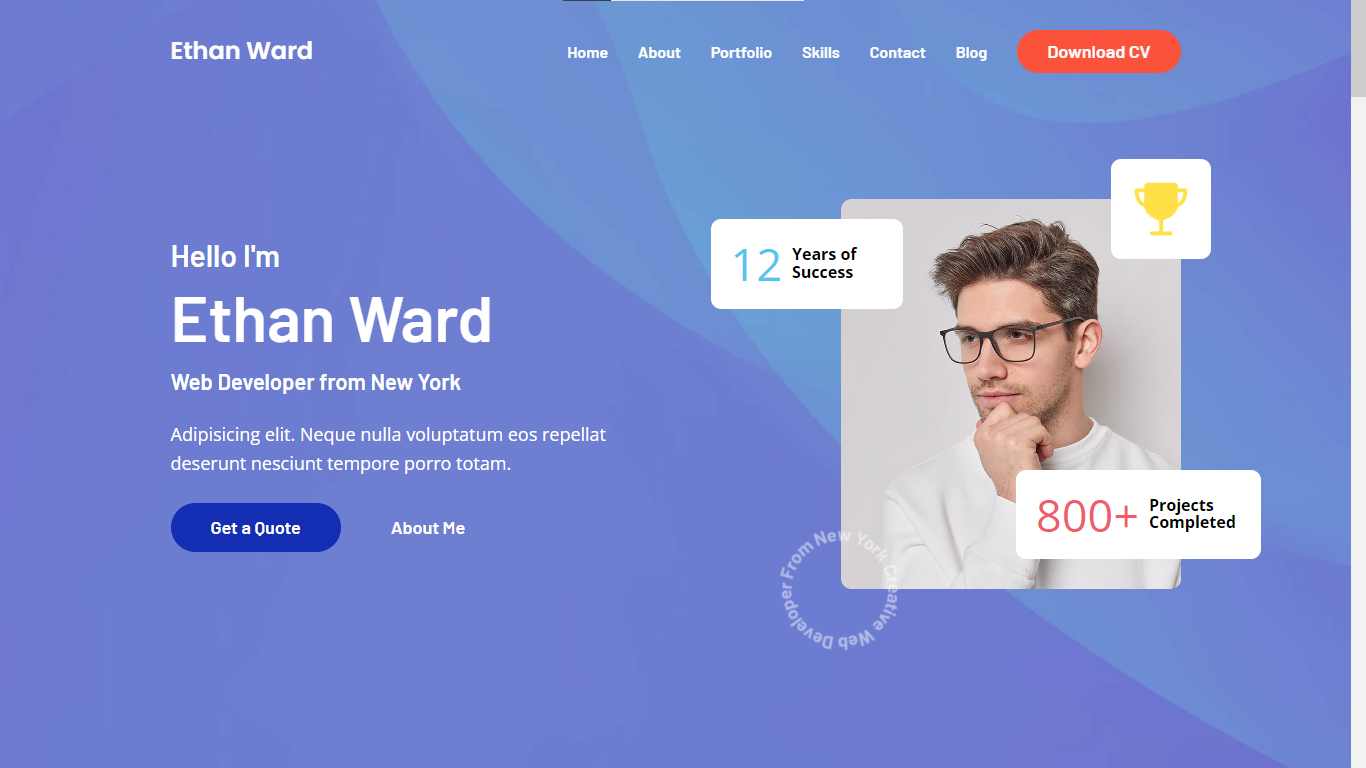 Ethan Ward
Home
About
Portfolio
Skills
Contact
Blog
Download CV
Hello I'm
Ethan Ward
Web Developer from New York
Adipisicing elit. Neque nulla voluptatum eos repellat
deserunt nesciunt tempore porro totam.
Get a Quote
About Me
12
Years of
Success
800+
Projects
Completed
Creative Web Developer From New York